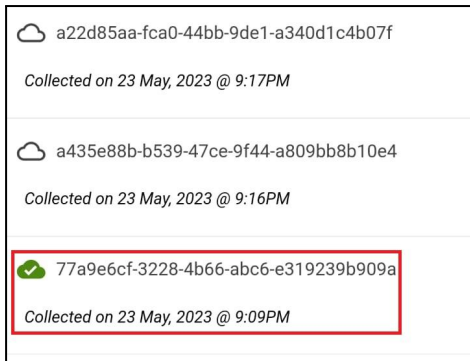 a22d85aa-fca0-44bb-9de1-a340d1c4b07f
Collected on 23 May, 2023 @ 9:17PM
a435e88b-b539-47ce-9f44-a809bb8b10e4
Collected on 23 May, 2023 @ 9:16PM
77a9e6cf-3228-4b66-abc6-e319239b909a
Collected on 23 May, 2023 @ 9:09PM